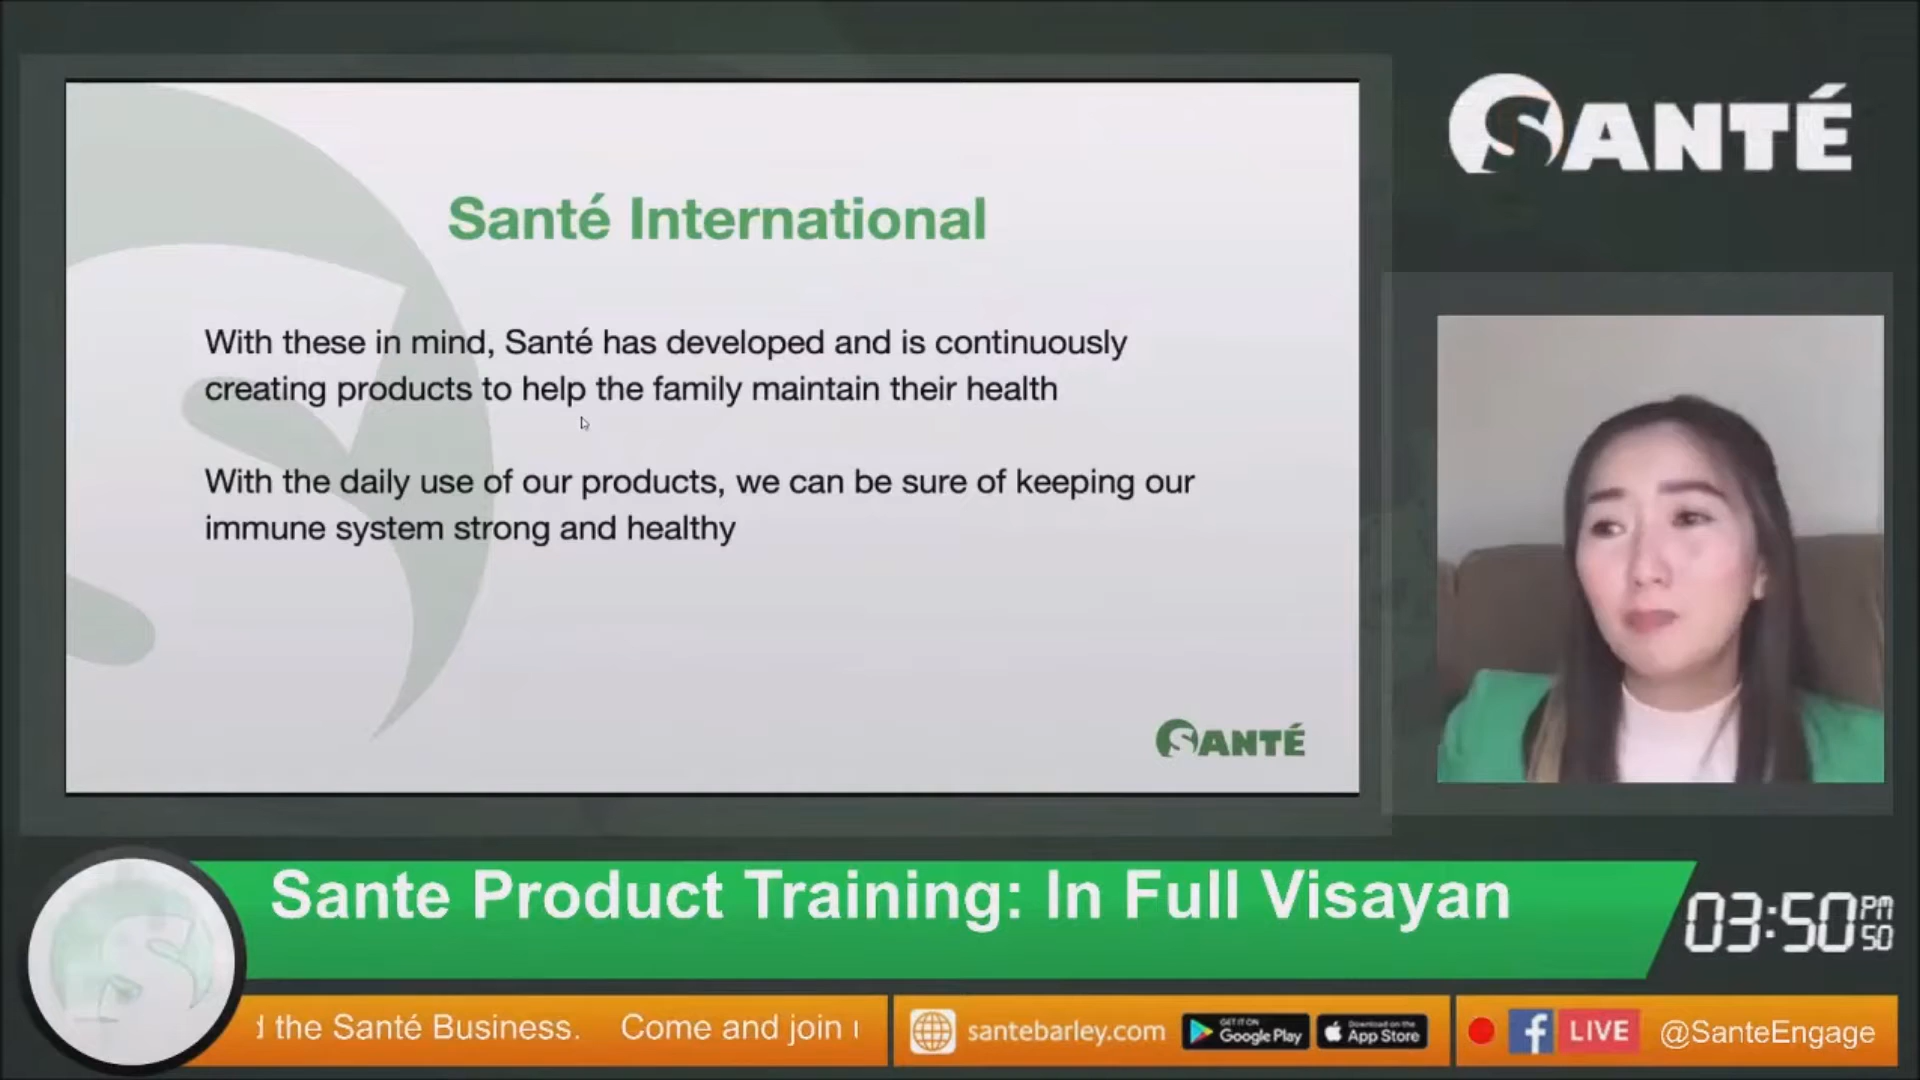 SANTÉ
Santé International
With these in mind, Santé has developed and is continuously
creating products to help the family maintain their health
With the daily use of our products, we can be sure of keeping our
immune system strong and healthy
SANTÉ
Sante Product Training: In Full Visayan
03:50 PM
50
the Santé Business. Come and join
santebarley.com
GET IT ON
Google Play
Download on the
App Store
LIVE
@SanteEngage